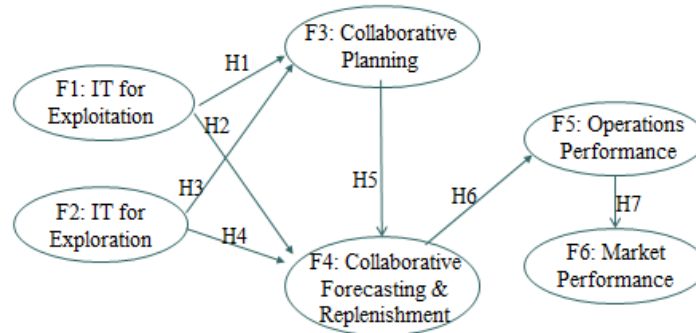 F3: Collaborative
Planning
H1
F1: IT for
Exploitation
H2
F5: Operations
Performance
H3
H5
H6
H7
F2: IT for
Exploration
H4
F4: Collaborative
Forecasting &
Replenishment
F6: Market
Performance